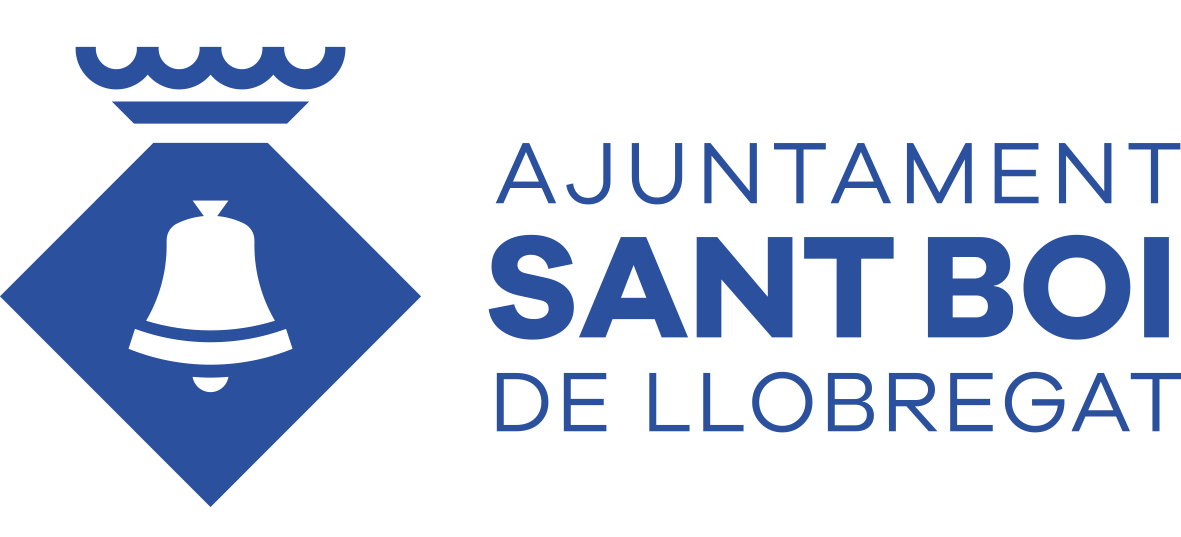 AJUNTAMENT
SANT BOI
DE LLOBREGAT